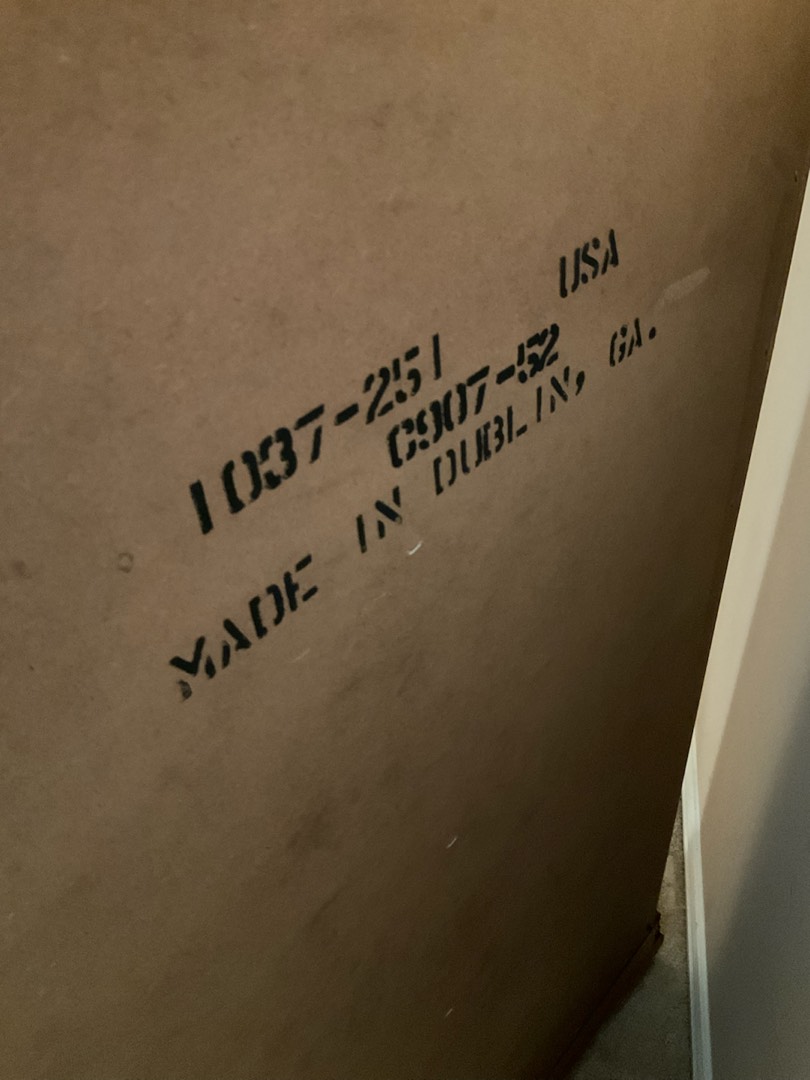 USA
1037-251
C907-52
MADE IN DUBLIN, GA.